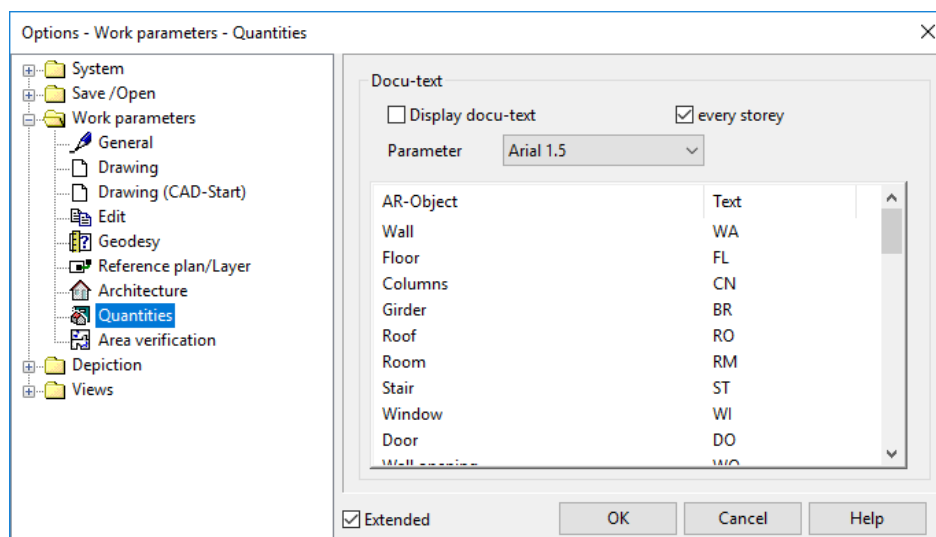 Options - Work parameters - Quantities
System
Save /Open
Work parameters
General
Drawing
Drawing (CAD-Start)
Edit
Geodesy
Reference plan/Layer
Architecture
Quantities
Area verification
Depiction
Views
Docu-text
Display docu-text every storey
Parameter Arial 1.5
AR-Object Text
Wall WA
Floor FL
Columns CN
Girder BR
Roof RO
Room RM
Stair ST
Window WI
Door DO
Wall opening WO
Extended OK Cancel Help